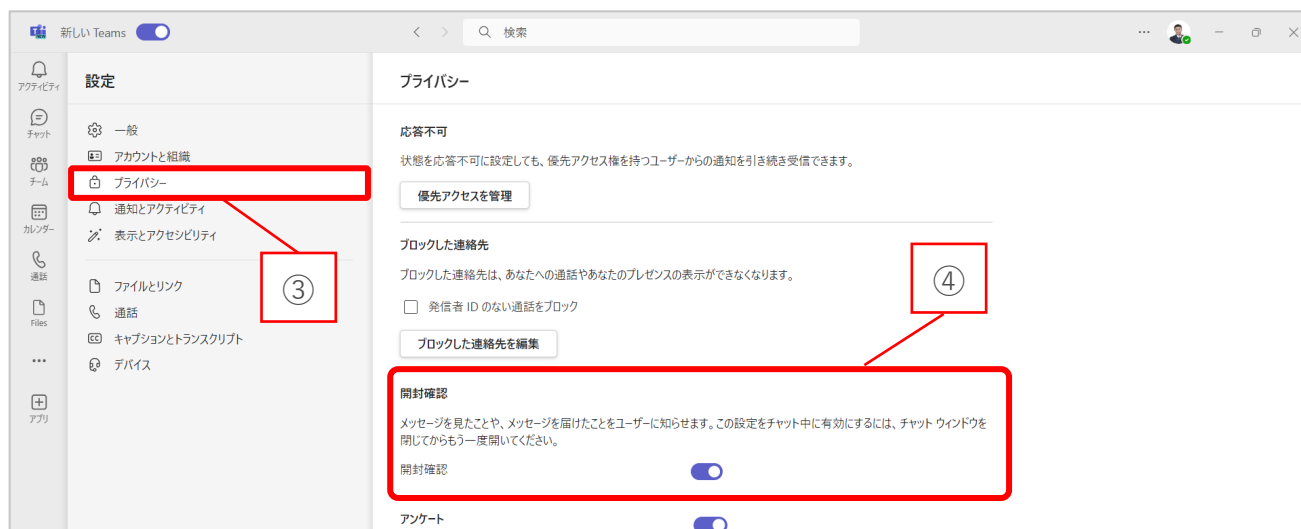 新しい Teams
検索
アクティビティ
チャット
チーム
カレンダー
通話
Files
アプリ
設定
一般
アカウントと組織
プライバシー
通知とアクティビティ
表示とアクセシビリティ
ファイルとリンク
通話
CC キャプションとトランスクリプト
デバイス
③
プライバシー
応答不可
状態を応答不可に設定しても、優先アクセス権を持つユーザーからの通知を引き続き受信できます。
優先アクセスを管理
ブロックした連絡先
ブロックした連絡先は、あなたへの通話やあなたのプレゼンスの表示ができなくなります。
発信者 ID のない通話をブロック
ブロックした連絡先を編集
④
開封確認
メッセージを見たことや、メッセージを届けたことをユーザーに知らせます。この設定をチャット中に有効にするには、チャット ウィンドウを
閉じてからもう一度開いてください。
開封確認
アンケート